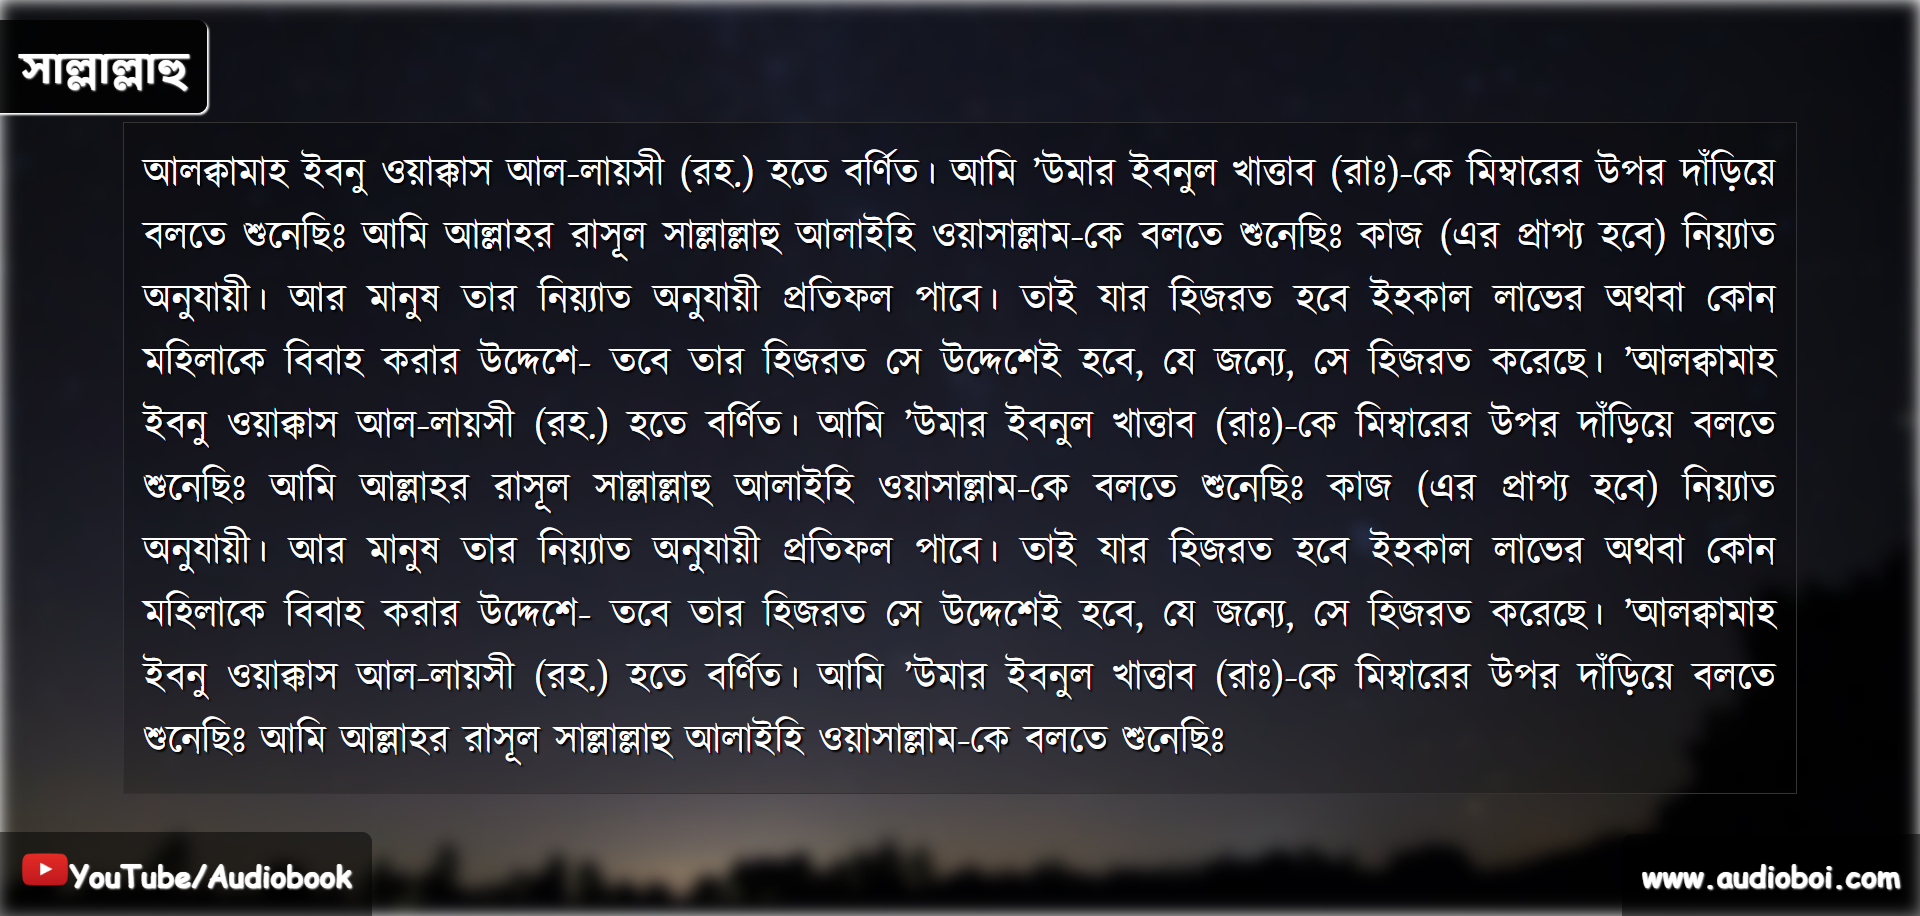 সাল্লাল্লাহু
আলক্বামাহ ইবনু ওয়াক্কাস আল-লায়সী (রহ.) হতে বর্ণিত। আমি ’উমার ইবনুল খাত্তাব (রাঃ)-কে মিম্বারের উপর দাঁড়িয়ে
বলতে শুনেছিঃ আমি আল্লাহর রাসূল সাল্লাল্লাহু আলাইহি ওয়াসাল্লাম-কে বলতে শুনেছিঃ কাজ (এর প্রাপ্য হবে) নিয়্যাত
অনুযায়ী। আর মানুষ তার নিয়্যাত অনুযায়ী প্রতিফল পাবে। তাই যার হিজরত হবে ইহকাল লাভের অথবা কোন
মহিলাকে বিবাহ করার উদ্দেশে- তবে তার হিজরত সে উদ্দেশেই হবে, যে জন্যে, সে হিজরত করেছে। ’আলক্বামাহ
ইবনু ওয়াক্কাস আল-লায়সী (রহ.) হতে বর্ণিত। আমি ’উমার ইবনুল খাত্তাব (রাঃ)-কে মিম্বারের উপর দাঁড়িয়ে বলতে
শুনেছিঃ আমি আল্লাহর রাসূল সাল্লাল্লাহু আলাইহি ওয়াসাল্লাম-কে বলতে শুনেছিঃ কাজ (এর প্রাপ্য হবে) নিয়্যাত
অনুযায়ী। আর মানুষ তার নিয়্যাত অনুযায়ী প্রতিফল পাবে। তাই যার হিজরত হবে ইহকাল লাভের অথবা কোন
মহিলাকে বিবাহ করার উদ্দেশে- তবে তার হিজরত সে উদ্দেশেই হবে, যে জন্যে, সে হিজরত করেছে। ’আলক্বামাহ
ইবনু ওয়াক্কাস আল-লায়সী (রহ.) হতে বর্ণিত। আমি ’উমার ইবনুল খাত্তাব (রাঃ)-কে মিম্বারের উপর দাঁড়িয়ে বলতে
শুনেছিঃ আমি আল্লাহর রাসূল সাল্লাল্লাহু আলাইহি ওয়াসাল্লাম-কে বলতে শুনেছিঃ
YouTube/Audiobook
www.audioboi.com